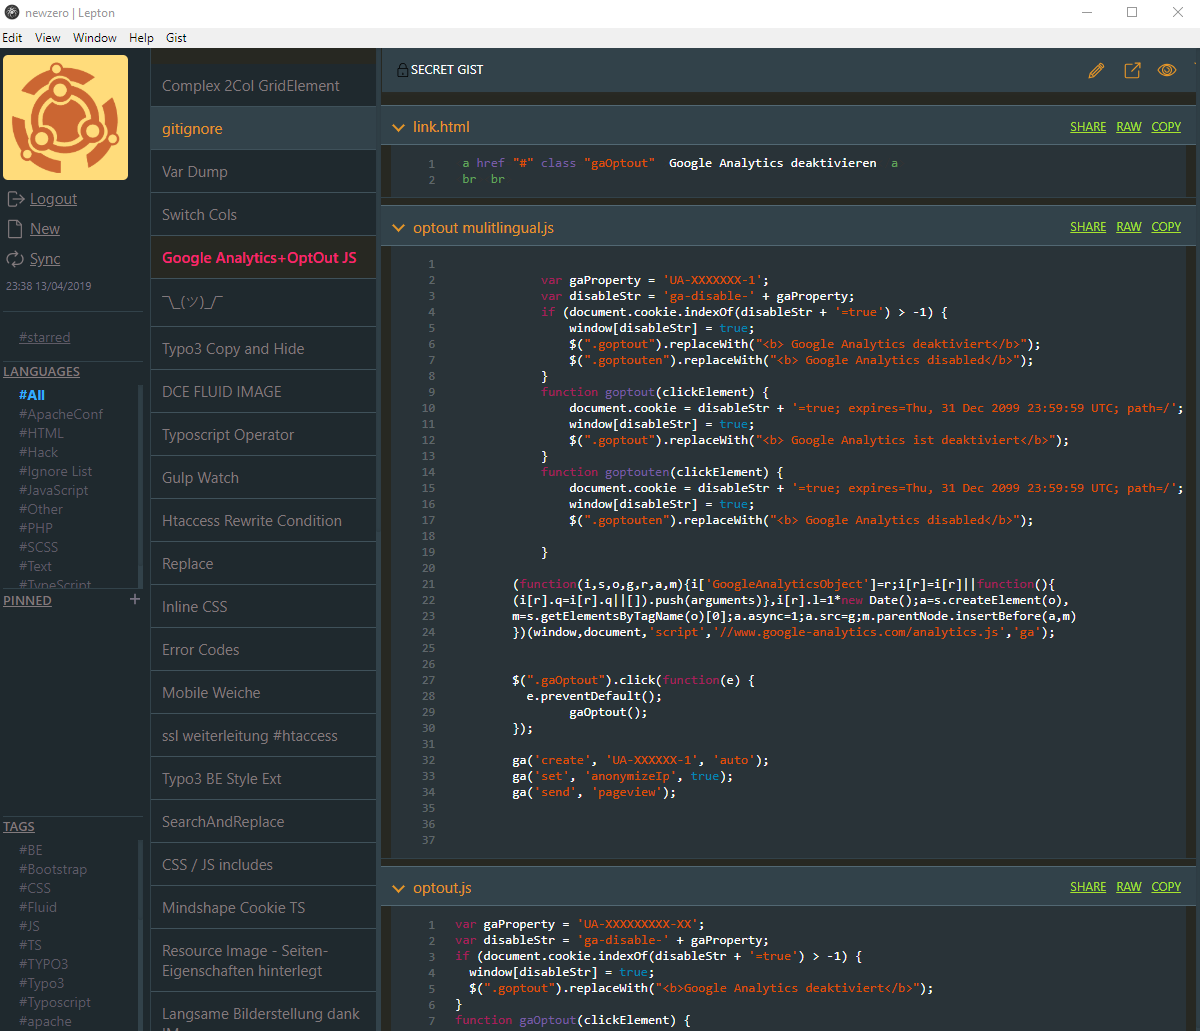 newzero | Lepton
Edit View Window Help Gist
Logout
New
Sync
23:38 13/04/2019
#starred
LANGUAGES
#All
#ApacheConf
#HTML
#Hack
#Ignore List
#JavaScript
#Other
#PHP
#SCSS
#Text
#TypeScript
PINNED +
TAGS
#BE
#Bootstrap
#CSS
#Fluid
#JS
#TS
#TYPO3
#Typo3
#Typoscript
#apache
Complex 2Col GridElement
gitignore
Var Dump
Switch Cols
Google Analytics+OptOut JS
¯\_(ツ)_/¯
Typo3 Copy and Hide
DCE FLUID IMAGE
Typoscript Operator
Gulp Watch
Htaccess Rewrite Condition
Replace
Inline CSS
Error Codes
Mobile Weiche
ssl weiterleitung #htaccess
Typo3 BE Style Ext
SearchAndReplace
CSS / JS includes
Mindshape Cookie TS
Resource Image - Seiten-
Eigenschaften hinterlegt
Langsame Bilderstellung dank
SECRET GIST
link.html SHARE RAW COPY
1 a href "#" class "gaOptout" Google Analytics deaktivieren a
2 br br
optout mulitlingual.js SHARE RAW COPY
1
2 var gaProperty = 'UA-XXXXXXX-1';
3 var disableStr = 'ga-disable-' + gaProperty;
4 if (document.cookie.indexOf(disableStr + '=true') > -1) {
5 window[disableStr] = true;
6 $(".goptout").replaceWith("<b> Google Analytics deaktiviert</b>");
7 $(".goptouten").replaceWith("<b> Google Analytics disabled</b>");
8 }
9 function goptout(clickElement) {
10 document.cookie = disableStr + '=true; expires=Thu, 31 Dec 2099 23:59:59 UTC; path=/';
11 window[disableStr] = true;
12 $(".goptout").replaceWith("<b> Google Analytics ist deaktiviert</b>");
13 }
14 function goptouten(clickElement) {
15 document.cookie = disableStr + '=true; expires=Thu, 31 Dec 2099 23:59:59 UTC; path=/';
16 window[disableStr] = true;
17 $(".goptouten").replaceWith("<b> Google Analytics disabled</b>");
18
19 }
20
21 (function(i,s,o,g,r,a,m){i['GoogleAnalyticsObject']=r;i[r]=i[r]||function(){
22 (i[r].q=i[r].q||[]).push(arguments)},i[r].l=1*new Date();a=s.createElement(o),
23 m=s.getElementsByTagName(o)[0];a.async=1;a.src=g;m.parentNode.insertBefore(a,m)
24 })(window,document,'script','//www.google-analytics.com/analytics.js','ga');
25
26
27 $(".gaOptout").click(function(e) {
28 e.preventDefault();
29 gaOptout();
30 });
31
32 ga('create', 'UA-XXXXXX-1', 'auto');
33 ga('set', 'anonymizeIp', true);
34 ga('send', 'pageview');
35
36
37
optout.js SHARE RAW COPY
1 var gaProperty = 'UA-XXXXXXXXX-XX';
2 var disableStr = 'ga-disable-' + gaProperty;
3 if (document.cookie.indexOf(disableStr + '=true') > -1) {
4 window[disableStr] = true;
5 $(".goptout").replaceWith("<b>Google Analytics deaktiviert</b>");
6 }
7 function gaOptout(clickElement) {